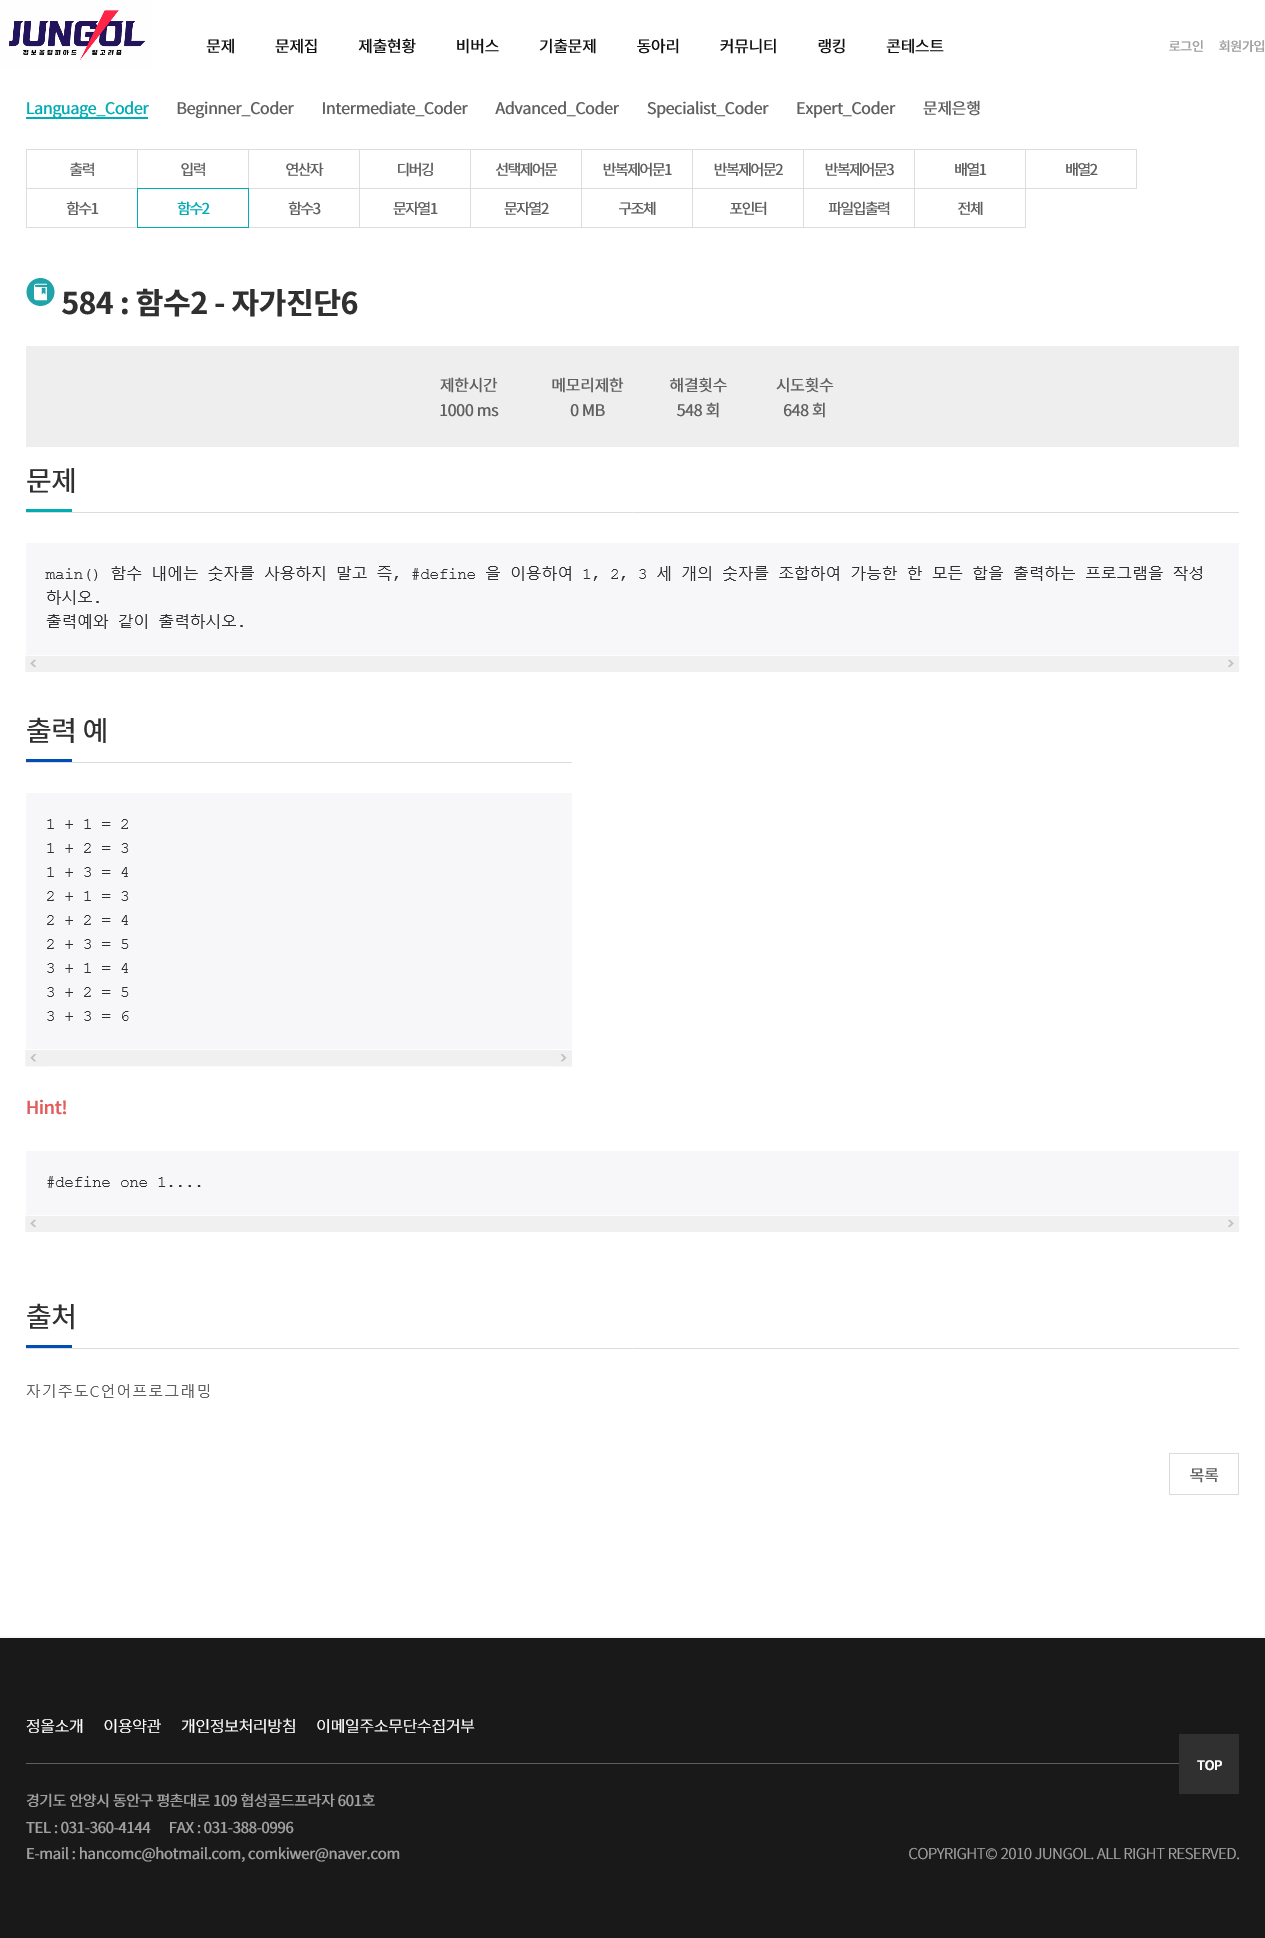 JUNGOL
정보올림피아드 알고리즘
문제 문제집 제출현황 비버스 기출문제 동아리 커뮤니티 랭킹 콘테스트 로그인 회원가입
Language_Coder Beginner_Coder Intermediate_Coder Advanced_Coder Specialist_Coder Expert_Coder 문제은행
출력 입력 연산자 디버깅 선택제어문 반복제어문1 반복제어문2 반복제어문3 배열1 배열2
함수1 함수2 함수3 문자열1 문자열2 구조체 포인터 파일입출력 전체
584 : 함수2 - 자가진단6
제한시간 메모리제한 해결횟수 시도횟수
1000 ms 0 MB 548 회 648 회
문제
main() 함수 내에는 숫자를 사용하지 말고 즉, #define 을 이용하여 1, 2, 3 세 개의 숫자를 조합하여 가능한 한 모든 합을 출력하는 프로그램을 작성
하시오.
출력예와 같이 출력하시오.
출력 예
1 + 1 = 2
1 + 2 = 3
1 + 3 = 4
2 + 1 = 3
2 + 2 = 4
2 + 3 = 5
3 + 1 = 4
3 + 2 = 5
3 + 3 = 6
Hint!
#define one 1....
출처
자기주도C언어프로그래밍
목록
정올소개 이용약관 개인정보처리방침 이메일주소무단수집거부
TOP
경기도 안양시 동안구 평촌대로 109 협성골드프라자 601호
TEL : 031-360-4144 FAX : 031-388-0996
E-mail : hancomc@hotmail.com, comkiwer@naver.com COPYRIGHT© 2010 JUNGOL. ALL RIGHT RESERVED.